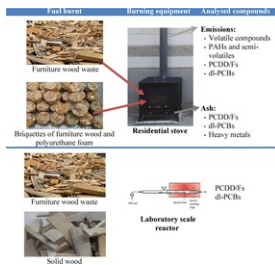 Fuel burnt
Burning equipment
Analysed compounds
Furniture wood waste
Briquettes of furniture wood and
polyurethane foam
Residential stove
Emissions:
- Volatile compounds
- PAHs and semi-
volatiles
- PCDD/Fs
- dl-PCBs
Ash:
- PCDD/Fs
- dl-PCBs
- Heavy metals
Furniture wood waste
Solid wood
Laboratory scale
reactor
PCDD/Fs
dl-PCBs